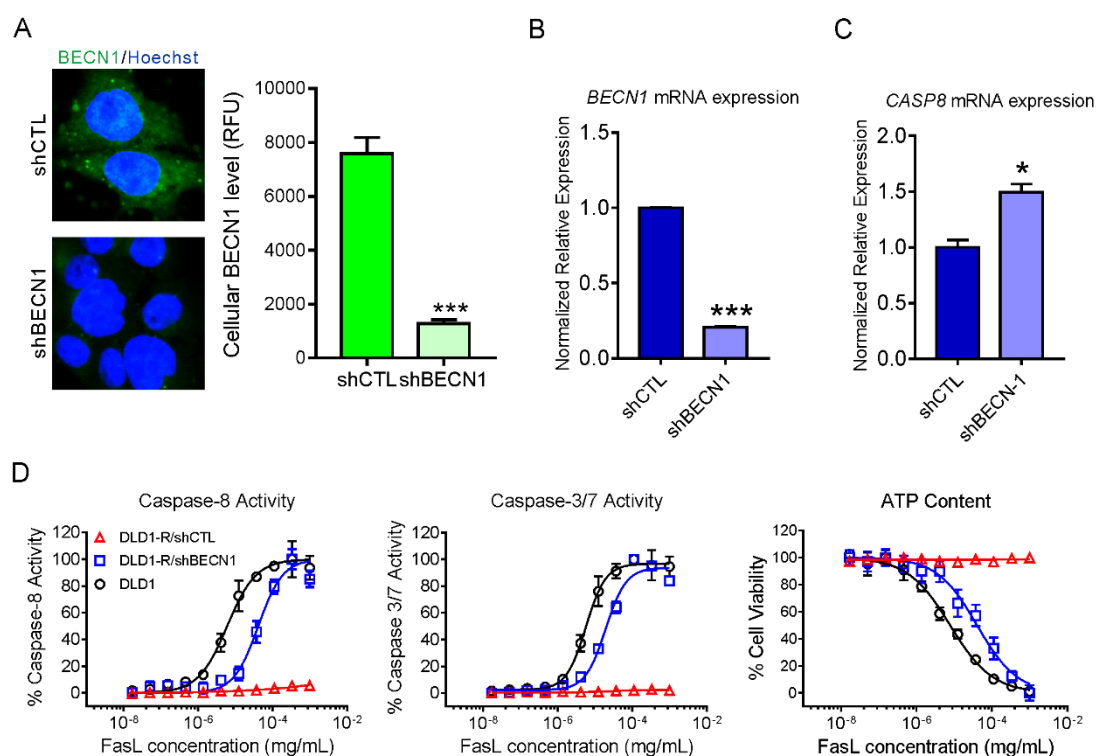 A
BECN1/Hoechst
shCTL
shBECN1
Cellular BECN1 level (RFU)
10000
8000
6000
4000
2000
0
***
shCTL shBECN1
B
BECN1 mRNA expression
Normalized Relative Expression
1.5
1.0
0.5
0.0
***
shCTL
shBECN1
C
CASP8 mRNA expression
Normalized Relative Expression
2.0
1.5
1.0
0.5
0.0
*
shCTL
shBECN-1
D
Caspase-8 Activity
% Caspase-8 Activity
120
100
80
60
40
20
0
DLD1-R/shCTL
DLD1-R/shBECN1
DLD1
10-8 10-6 10-4 10-2
FasL concentration (mg/mL)
Caspase-3/7 Activity
% Caspase 3/7 Activity
120
100
80
60
40
20
0
10-8 10-6 10-4 10-2
FasL concentration (mg/mL)
ATP Content
% Cell Viability
120
100
80
60
40
20
0
10-8 10-6 10-4 10-2
FasL concentration (mg/mL)